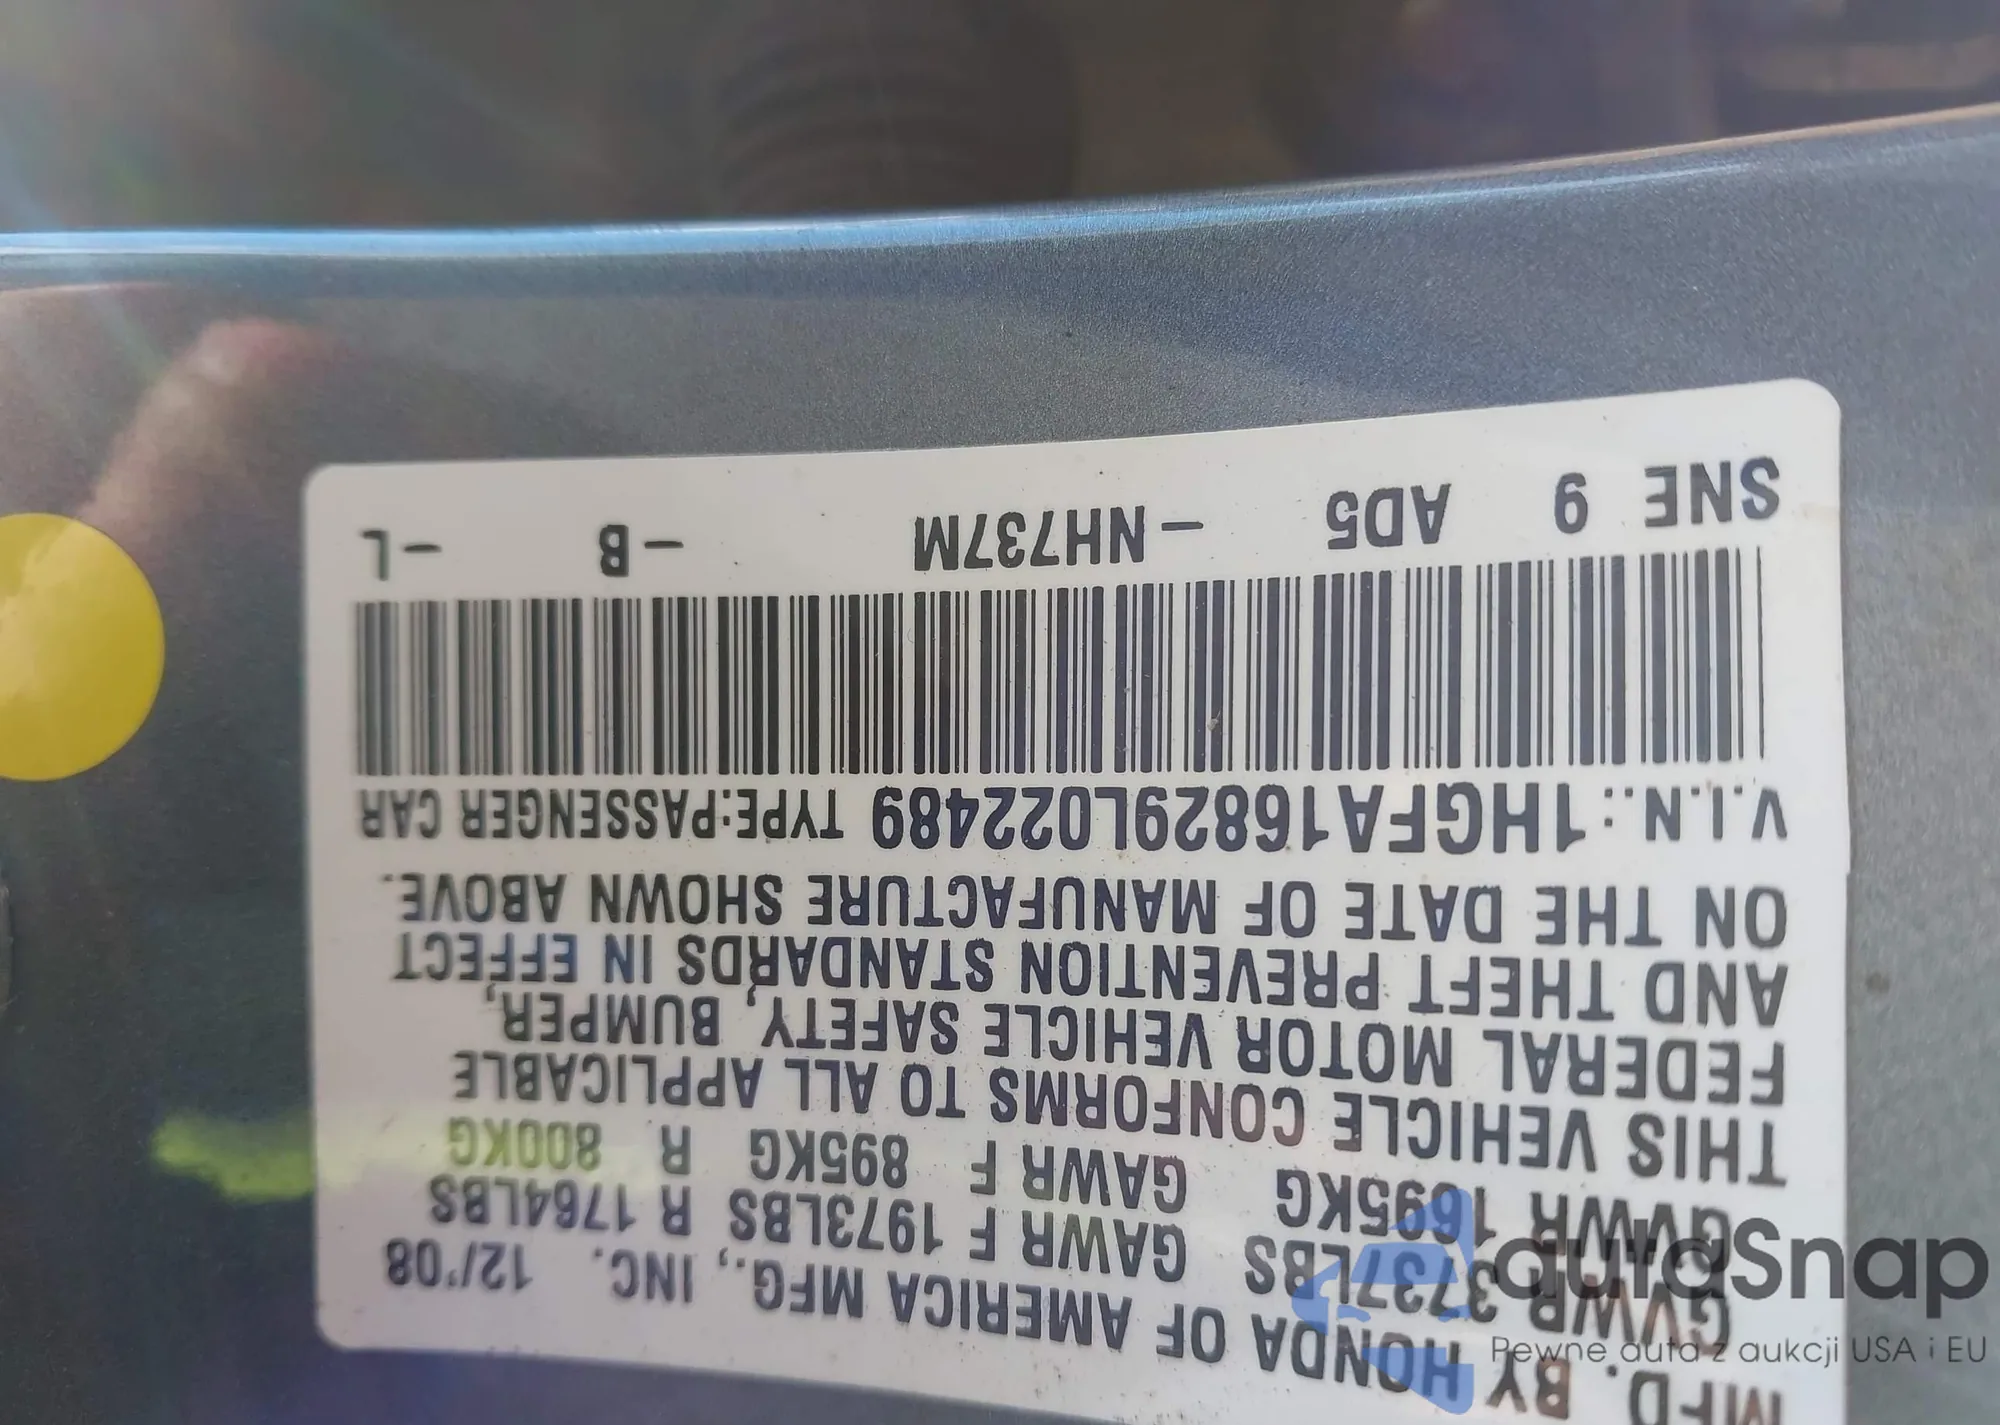 MFD. BY HONDA OF AMERICA MFG., INC. 12/'08
GVWR 3737LBS GAWR F 1973LBS R 1764LBS
GVWR 1695KG GAWR F 895KG R 800KG
THIS VEHICLE CONFORMS TO ALL APPLICABLE
FEDERAL MOTOR VEHICLE SAFETY, BUMPER,
AND THEFT PREVENTION STANDARDS IN EFFECT
ON THE DATE OF MANUFACTURE SHOWN ABOVE.
V.I.N.: 1HGFA16829L022489 TYPE:PASSENGER CAR
SNE 9 AD5 –NH737M –B –L
autoSnap
Pewne auta z aukcji USA i EU